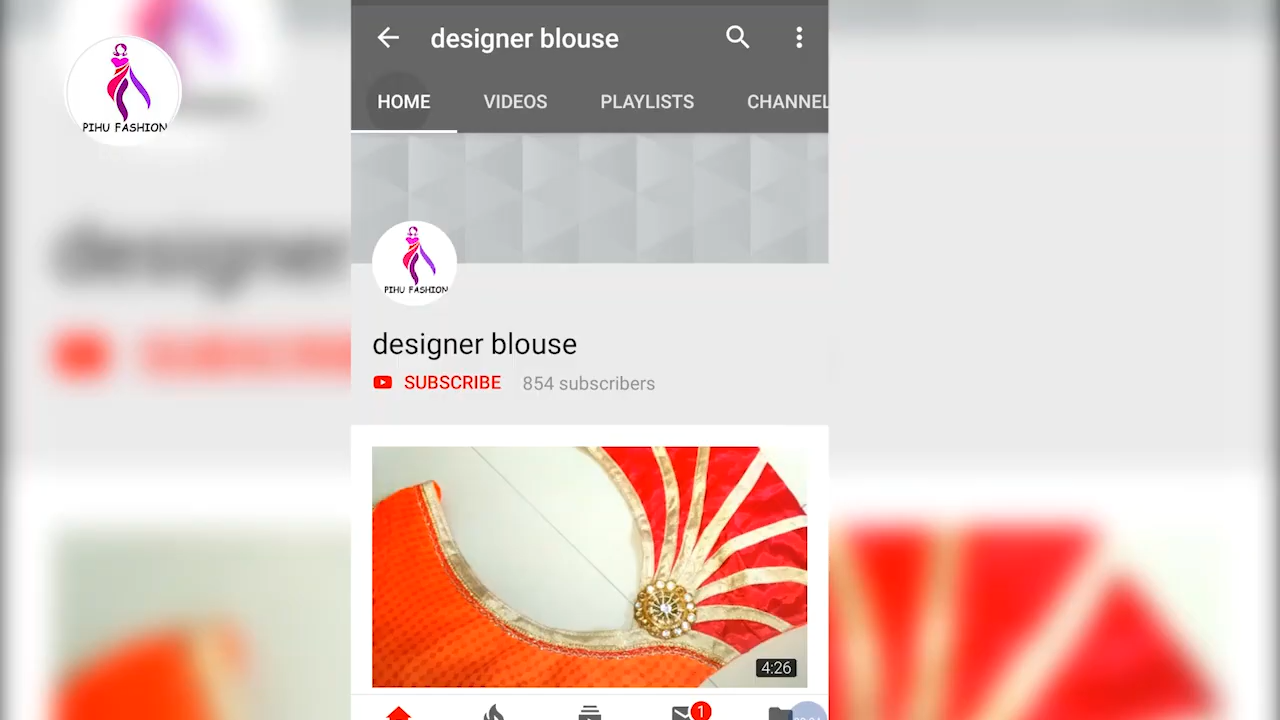 designer blouse
HOME VIDEOS PLAYLISTS CHANNEL
PIHU FASHION
PIHU FASHION
designer blouse
SUBSCRIBE 854 subscribers
4:26
1